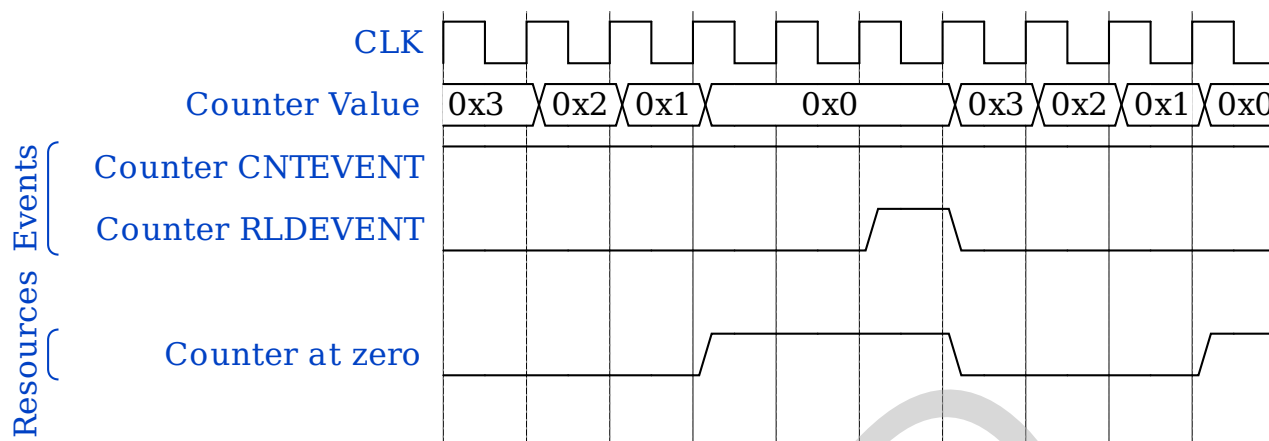 CLK
Counter Value 0x3 0x2 0x1 0x0 0x3 0x2 0x1 0x0
Events
Counter CNTEVENT
Counter RLDEVENT
Resources
Counter at zero